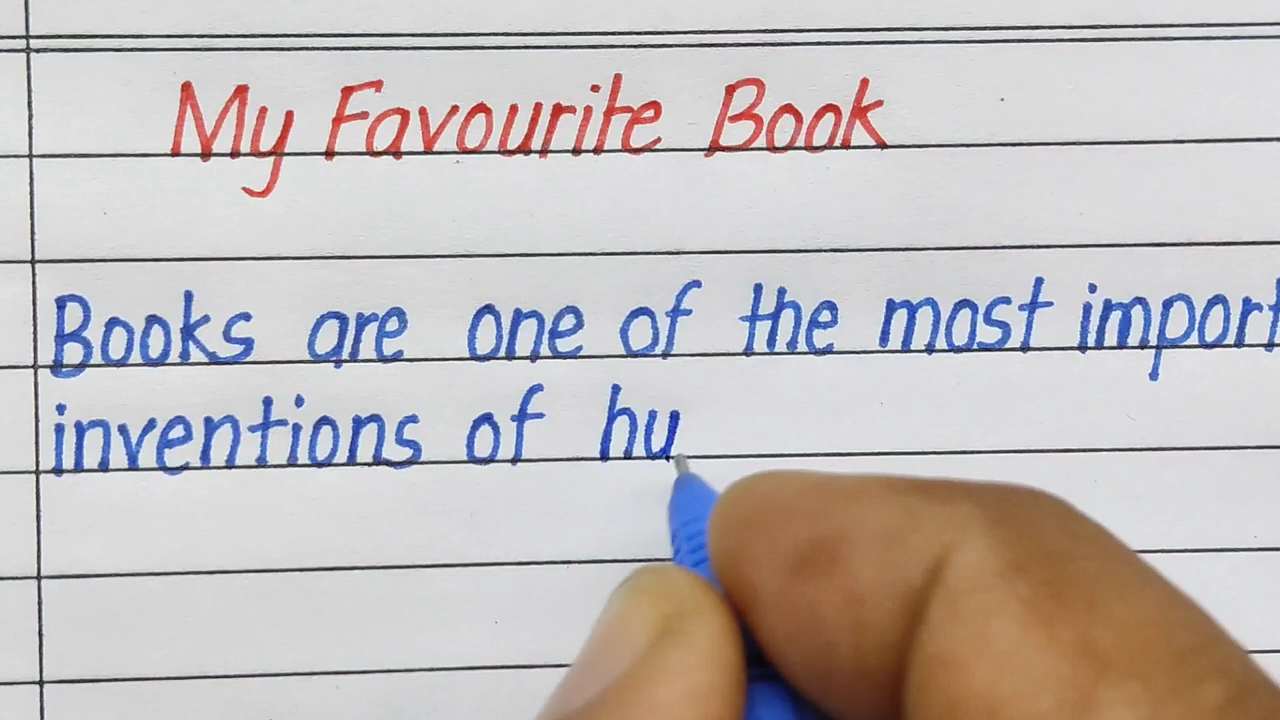 My Favourite Book
Books are one of the most import
inventions of hu